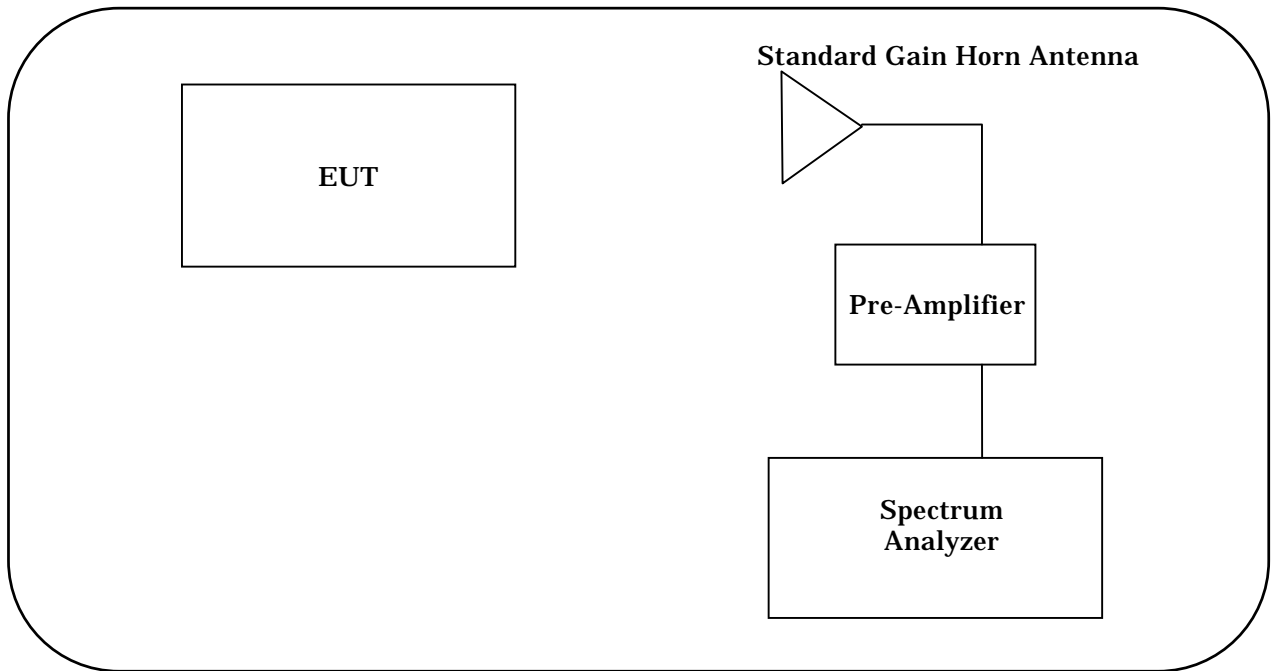 Standard Gain Horn Antenna
EUT
Pre-Amplifier
Spectrum
Analyzer